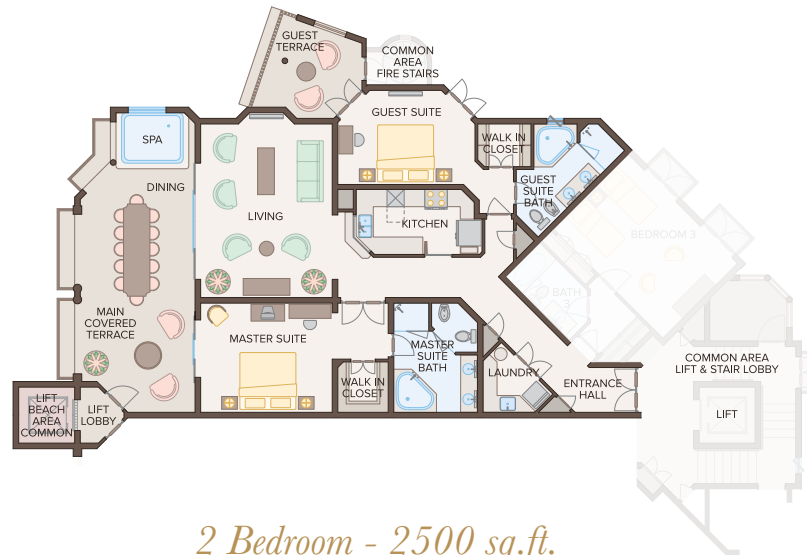 GUEST
TERRACE
COMMON
AREA
FIRE STAIRS
GUEST SUITE
SPA
WALK IN
CLOSET
DINING
GUEST
SUITE
BATH
LIVING
KITCHEN
BEDROOM 3
BATH
3
MAIN
COVERED
TERRACE
MASTER SUITE
MASTER
SUITE
BATH
COMMON AREA
LIFT & STAIR LOBBY
LAUNDRY
WALK IN
CLOSET
ENTRANCE
HALL
LIFT
BEACH
AREA
COMMON
LIFT
LOBBY
LIFT
2 Bedroom - 2500 sq.ft.